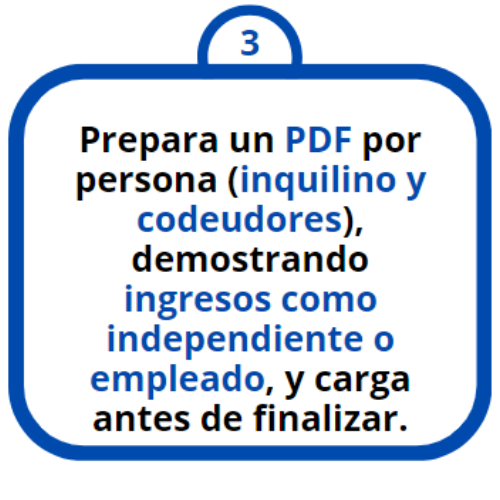 3
Prepara un PDF por
persona (inquilino y
codeudores),
demostrando
ingresos como
independiente o
empleado, y carga
antes de finalizar.